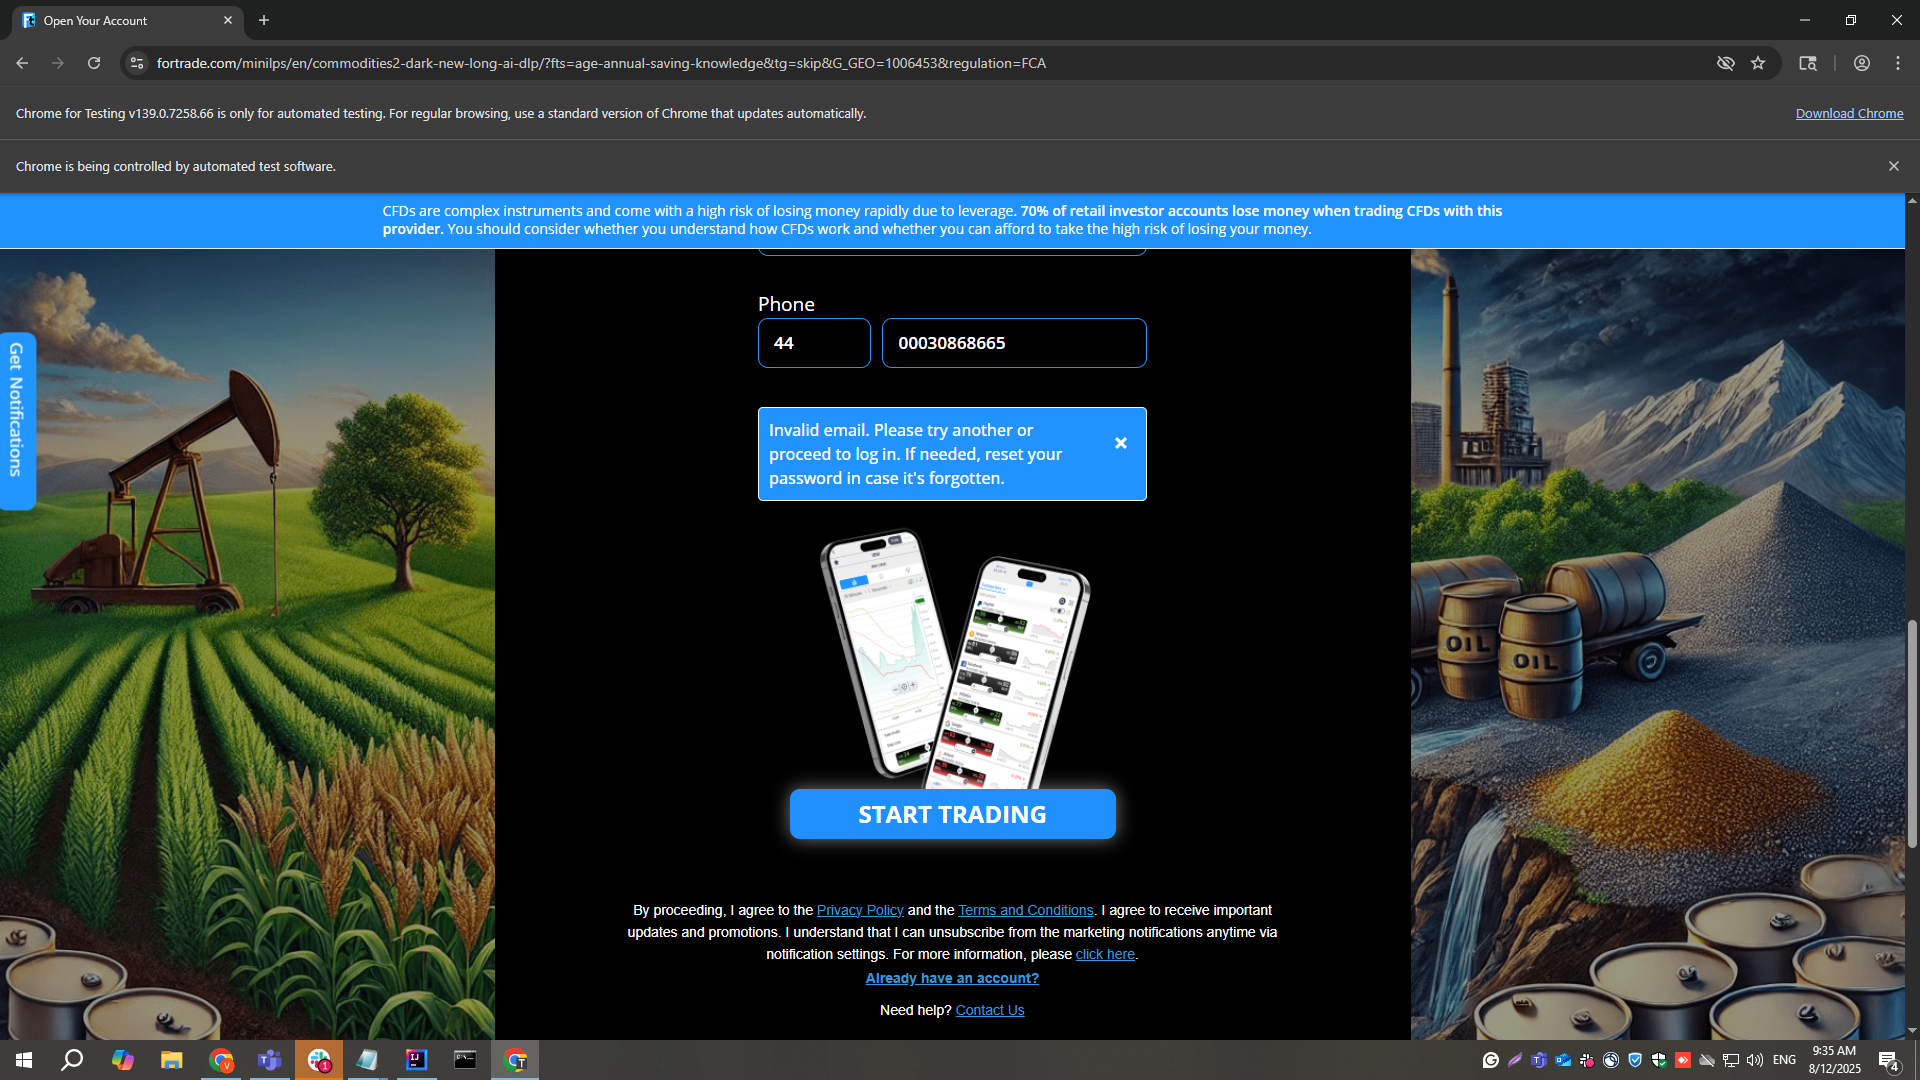 Open Your Account
fortrade.com/minilps/en/commodities2-dark-new-long-ai-dlp/?fts=age-annual-saving-knowledge&tg=skip&G_GEO=1006453&regulation=FCA
Chrome for Testing v139.0.7258.66 is only for automated testing. For regular browsing, use a standard version of Chrome that updates automatically.
Download Chrome
Chrome is being controlled by automated test software.
CFDs are complex instruments and come with a high risk of losing money rapidly due to leverage. 70% of retail investor accounts lose money when trading CFDs with this
provider. You should consider whether you understand how CFDs work and whether you can afford to take the high risk of losing your money.
Get Notifications
Phone
44
00030868665
Invalid email. Please try another or
proceed to log in. If needed, reset your
password in case it's forgotten.
OIL
OIL
START TRADING
By proceeding, I agree to the Privacy Policy and the Terms and Conditions. I agree to receive important
updates and promotions. I understand that I can unsubscribe from the marketing notifications anytime via
notification settings. For more information, please click here.
Already have an account?
Need help? Contact Us
ENG
9:35 AM
8/12/2025
4